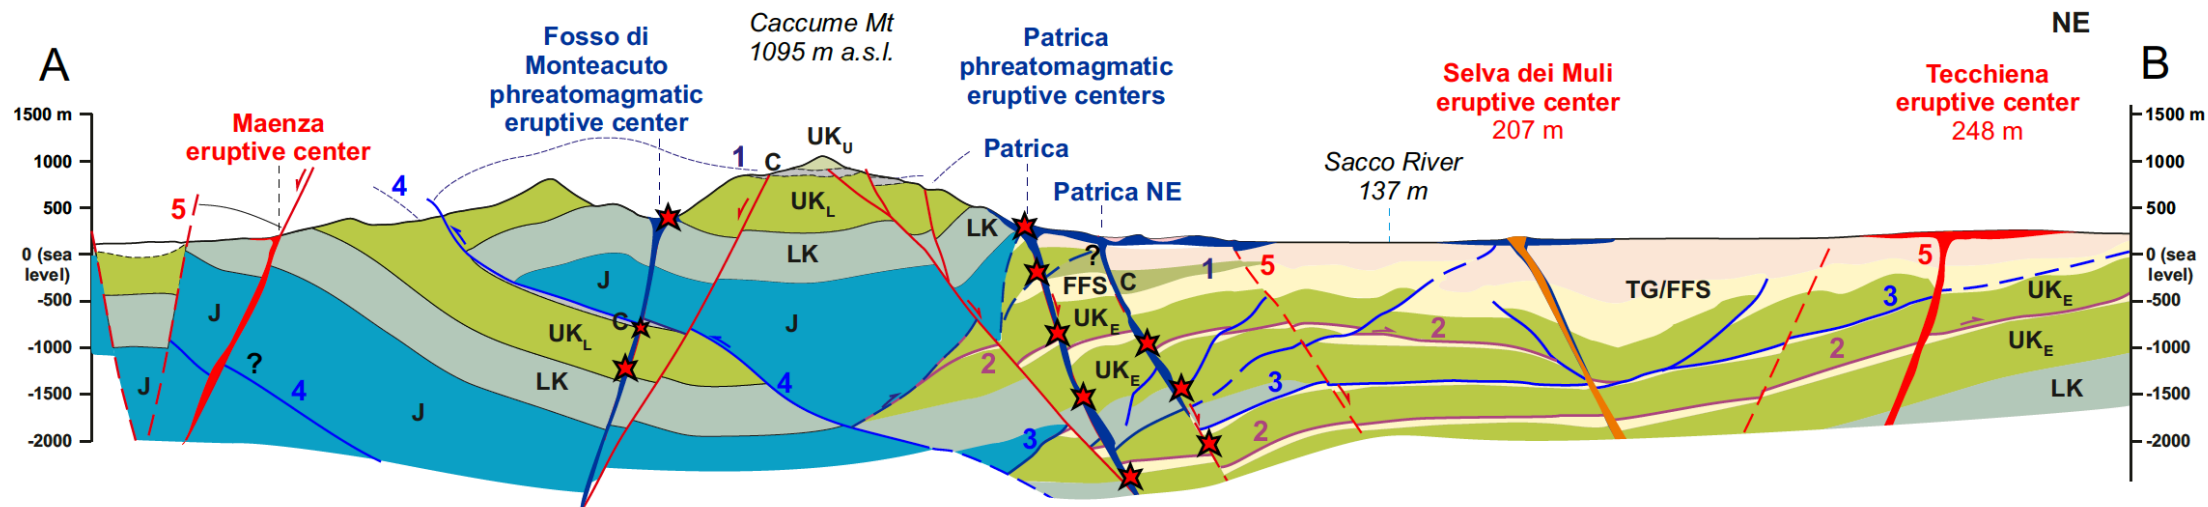 A
Fosso di
Monteacuto
phreatomagmatic
eruptive center
Caccume Mt
1095 m a.s.l.
Patrica
phreatomagmatic
eruptive centers
Selva dei Muli
eruptive center
207 m
Tecchiena
eruptive center
248 m
NE
B
Maenza
eruptive center
Patrica
Patrica NE
Sacco River
137 m
1500 m
1000
500
0 (sea
level)
-500
-1000
-1500
-2000
1500 m
1000
500
0 (sea
level)
-500
-1000
-1500
-2000
5
4
1
C
UKU
UKL
LK
LK
J
J
J
C
UKL
LK
J
?
4
J
J
4
2
3
?
FFS
C
UKE
UKE
1
5
2
3
2
TG/FFS
3
5
2
UKE
UKE
LK